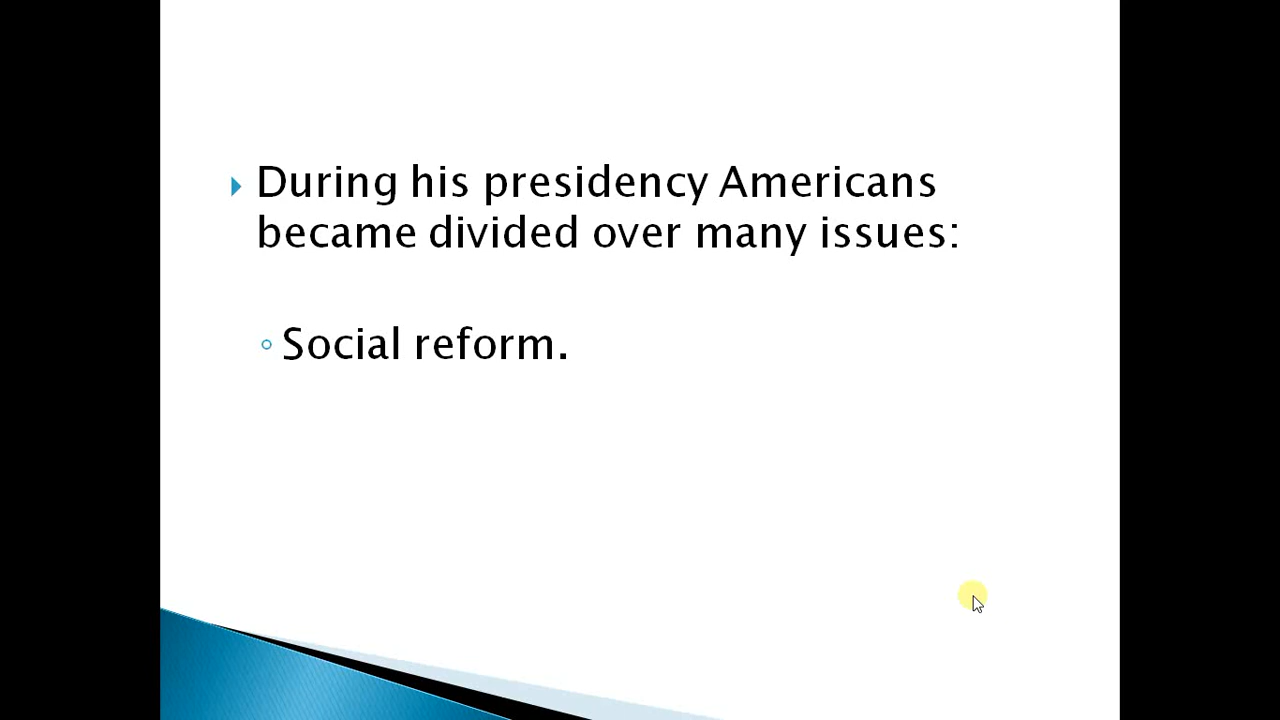 During his presidency Americans
became divided over many issues:
Social reform.